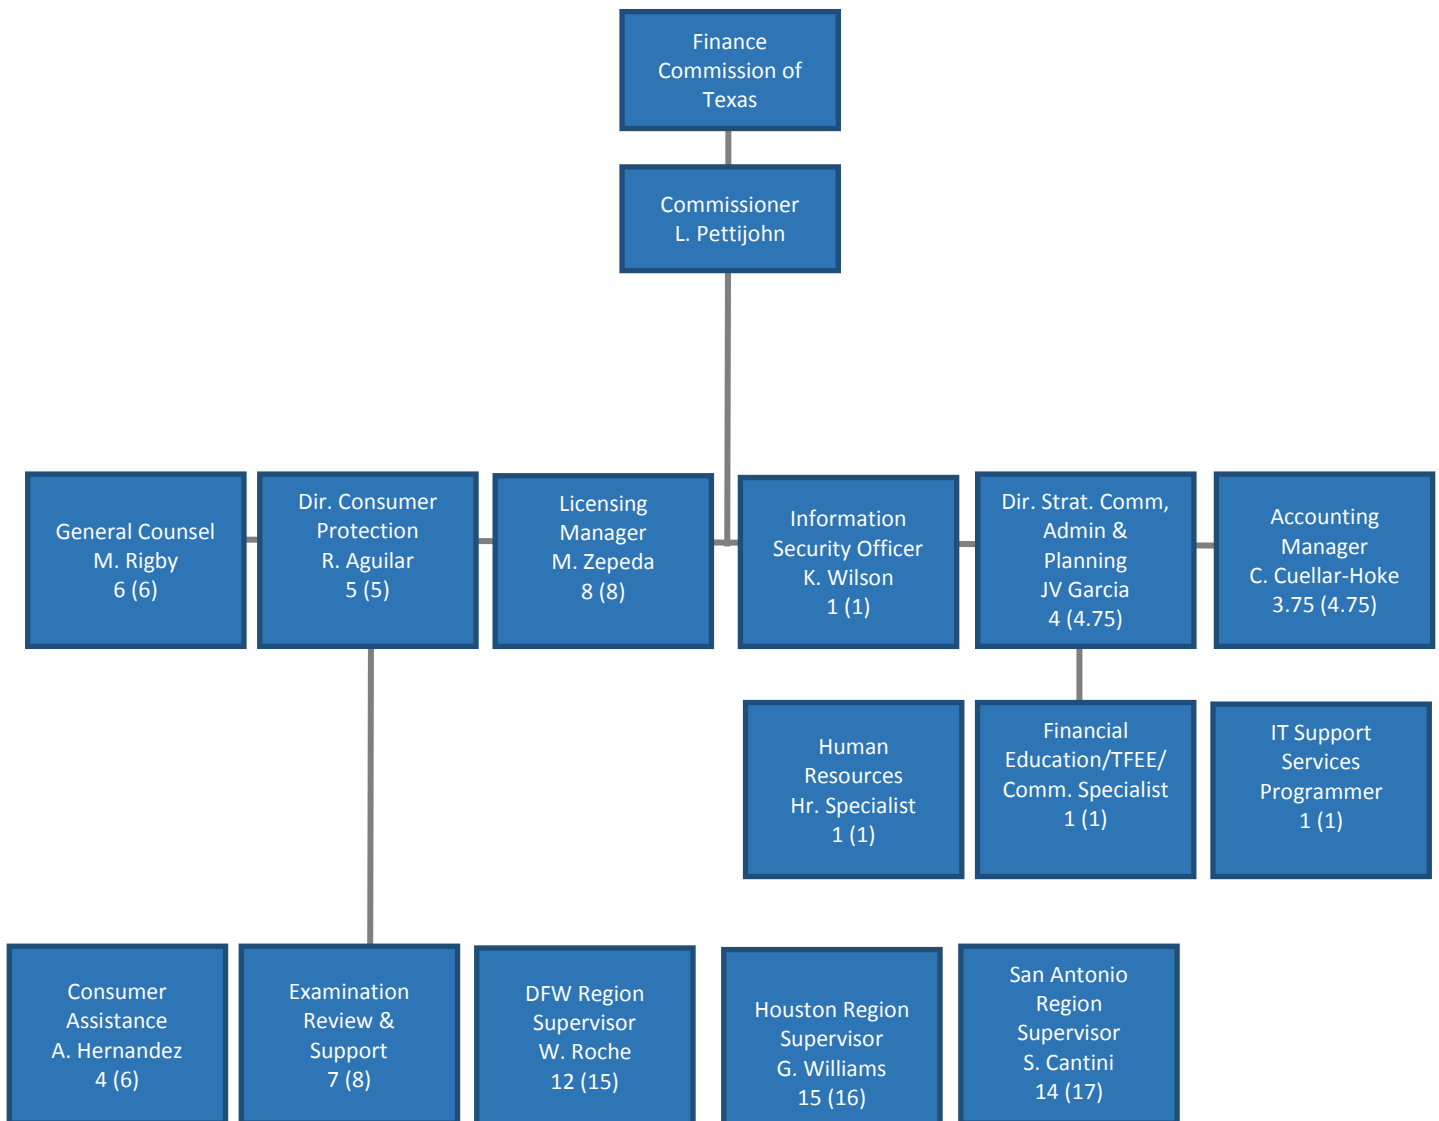 Finance
Commission of
Texas
Commissioner
L. Pettijohn
General Counsel
M. Rigby
6 (6)
Dir. Consumer
Protection
R. Aguilar
5 (5)
Licensing
Manager
M. Zepeda
8 (8)
Information
Security Officer
K. Wilson
1 (1)
Dir. Strat. Comm,
Admin &
Planning
JV Garcia
4 (4.75)
Accounting
Manager
C. Cuellar-Hoke
3.75 (4.75)
Human
Resources
Hr. Specialist
1 (1)
Financial
Education/TFEE/
Comm. Specialist
1 (1)
IT Support
Services
Programmer
1 (1)
Consumer
Assistance
A. Hernandez
4 (6)
Examination
Review &
Support
7 (8)
DFW Region
Supervisor
W. Roche
12 (15)
Houston Region
Supervisor
G. Williams
15 (16)
San Antonio
Region
Supervisor
S. Cantini
14 (17)